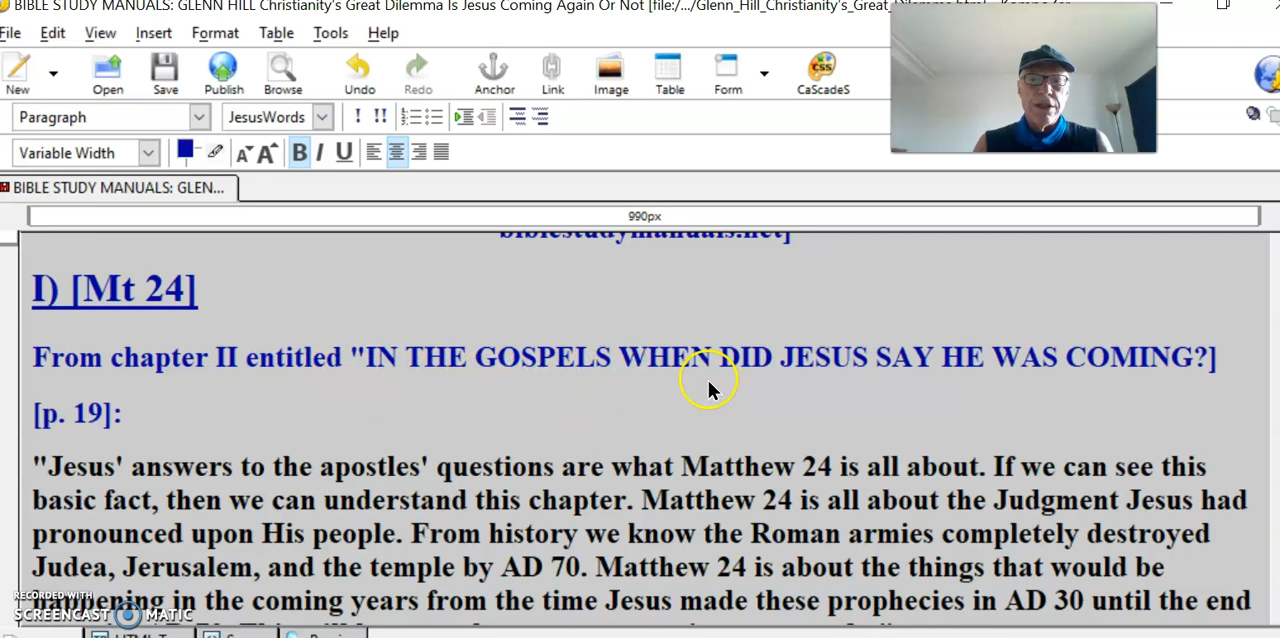 BIBLE STUDY MANUALS: GLENN HILL Christianity's Great Dilemma Is Jesus Coming Again Or Not [file:/.../Glenn_Hill_Christianity's_Great_
File Edit View Insert Format Table Tools Help
New Open Save Publish Browse Undo Redo Anchor Link Image Table Form CaScadeS
Paragraph JesusWords ! !!
Variable Width A A B I U
BIBLE STUDY MANUALS: GLEN...
990px
biblestudymanuals.net]
I) [Mt 24]
From chapter II entitled "IN THE GOSPELS WHEN DID JESUS SAY HE WAS COMING?]
[p. 19]:
"Jesus' answers to the apostles' questions are what Matthew 24 is all about. If we can see this
basic fact, then we can understand this chapter. Matthew 24 is all about the Judgment Jesus had
pronounced upon His people. From history we know the Roman armies completely destroyed
Judea, Jerusalem, and the temple by AD 70. Matthew 24 is about the things that would be
happening in the coming years from the time Jesus made these prophecies in AD 30 until the end
RECORDED WITH
SCREENCAST MATIC